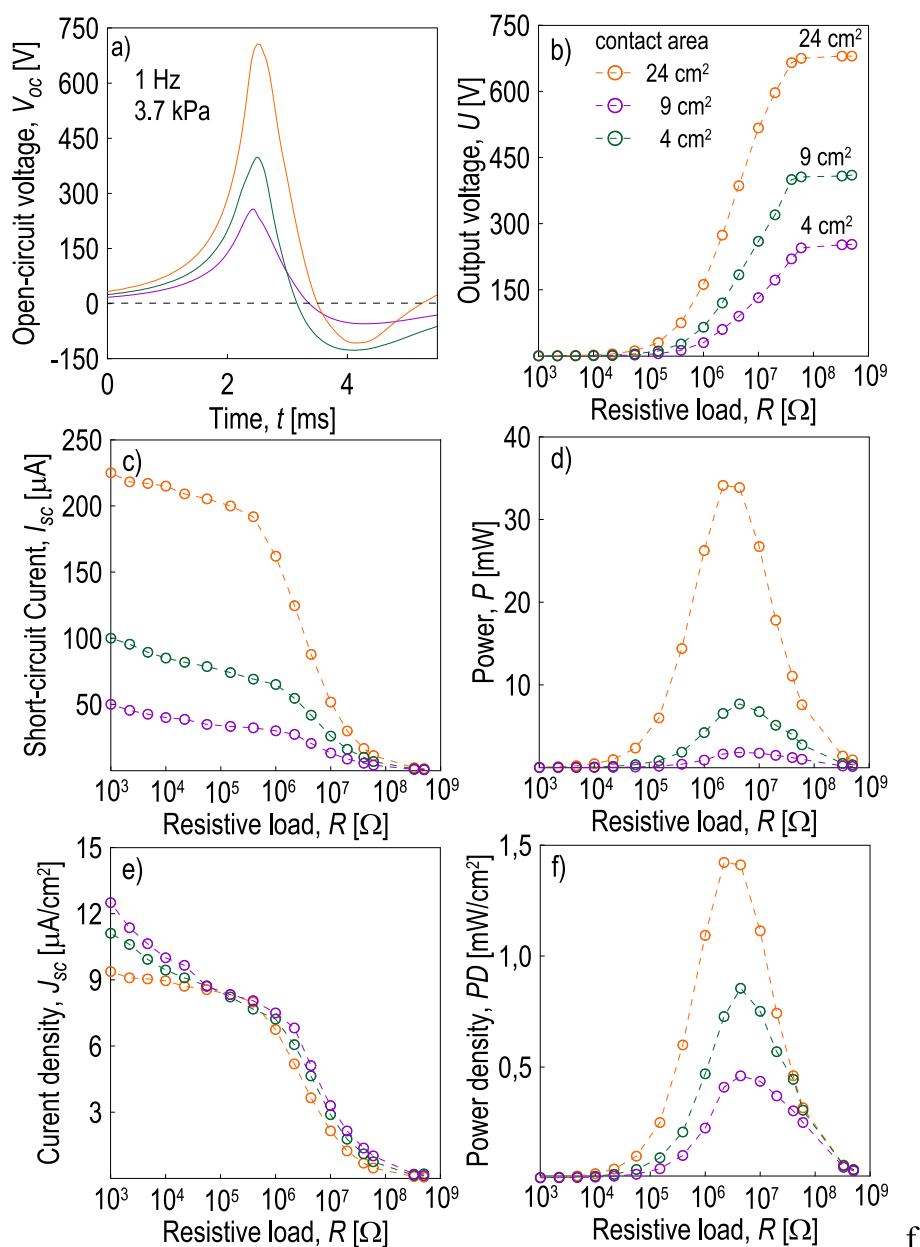 a)
1 Hz
3.7 kPa
750
600
450
300
150
0
-150
Open-circuit voltage, Voc [V]
0
2
4
Time, t [ms]
b)
contact area
24 cm²
9 cm²
4 cm²
24 cm²
9 cm²
4 cm²
750
600
450
300
150
Output voltage, U [V]
10³ 10⁴ 10⁵ 10⁶ 10⁷ 10⁸ 10⁹
Resistive load, R [Ω]
c)
250
200
150
100
50
Short-circuit Curent, Isc [µA]
10³ 10⁴ 10⁵ 10⁶ 10⁷ 10⁸ 10⁹
Resistive load, R [Ω]
d)
40
30
20
10
0
Power, P [mW]
10³ 10⁴ 10⁵ 10⁶ 10⁷ 10⁸ 10⁹
Resistive load, R [Ω]
e)
15
12
9
6
3
Curent density, Jsc [µA/cm²]
10³ 10⁴ 10⁵ 10⁶ 10⁷ 10⁸ 10⁹
Resistive load, R [Ω]
f)
1,5
1,0
0,5
0
Power density, PD [mW/cm²]
10³ 10⁴ 10⁵ 10⁶ 10⁷ 10⁸ 10⁹
Resistive load, R [Ω]
f